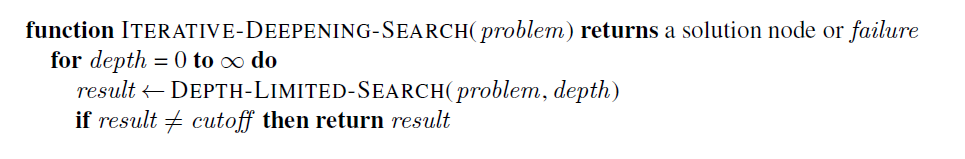 function ITERATIVE-DEEPENING-SEARCH(problem) returns a solution node or failure
for depth = 0 to ∞ do
result ← DEPTH-LIMITED-SEARCH(problem, depth)
if result ≠ cutoff then return result